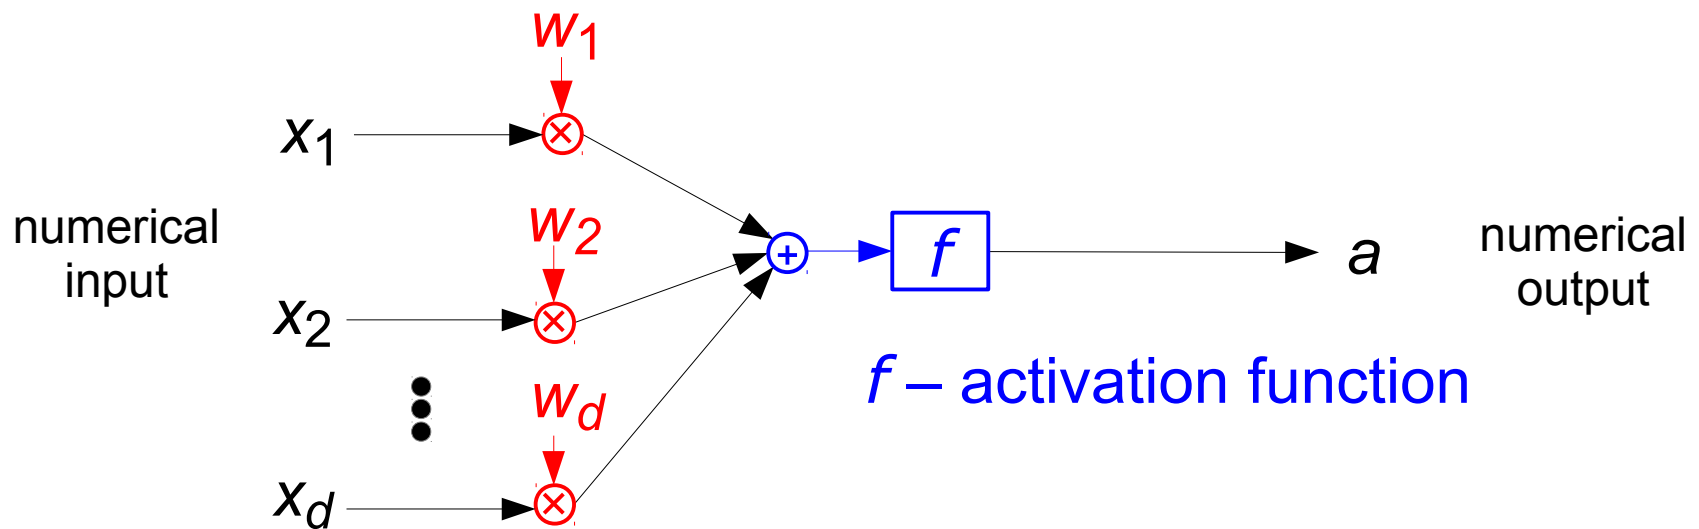 w1
x1
numerical
input
w2
x2
wd
xd
+
f
a
numerical
output
f – activation function